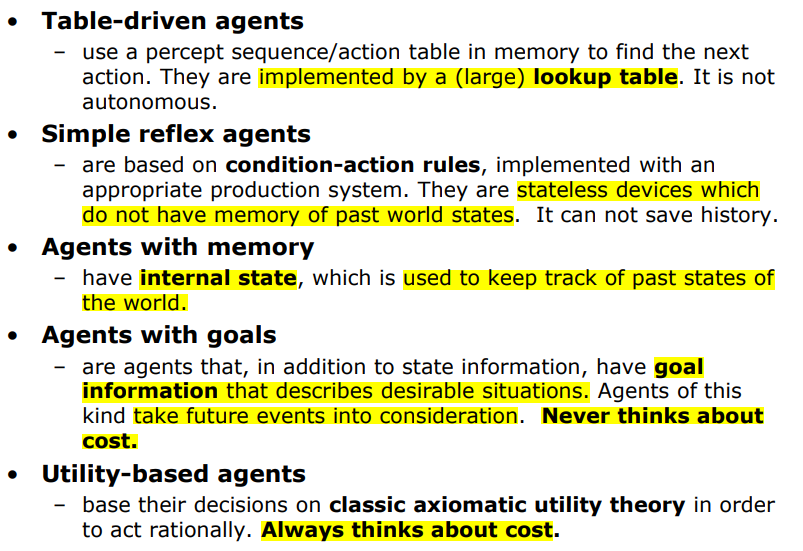 • Table-driven agents
– use a percept sequence/action table in memory to find the next
action. They are implemented by a (large) lookup table. It is not
autonomous.
• Simple reflex agents
– are based on condition-action rules, implemented with an
appropriate production system. They are stateless devices which
do not have memory of past world states. It can not save history.
• Agents with memory
– have internal state, which is used to keep track of past states of
the world.
• Agents with goals
– are agents that, in addition to state information, have goal
information that describes desirable situations. Agents of this
kind take future events into consideration. Never thinks about
cost.
• Utility-based agents
– base their decisions on classic axiomatic utility theory in order
to act rationally. Always thinks about cost.